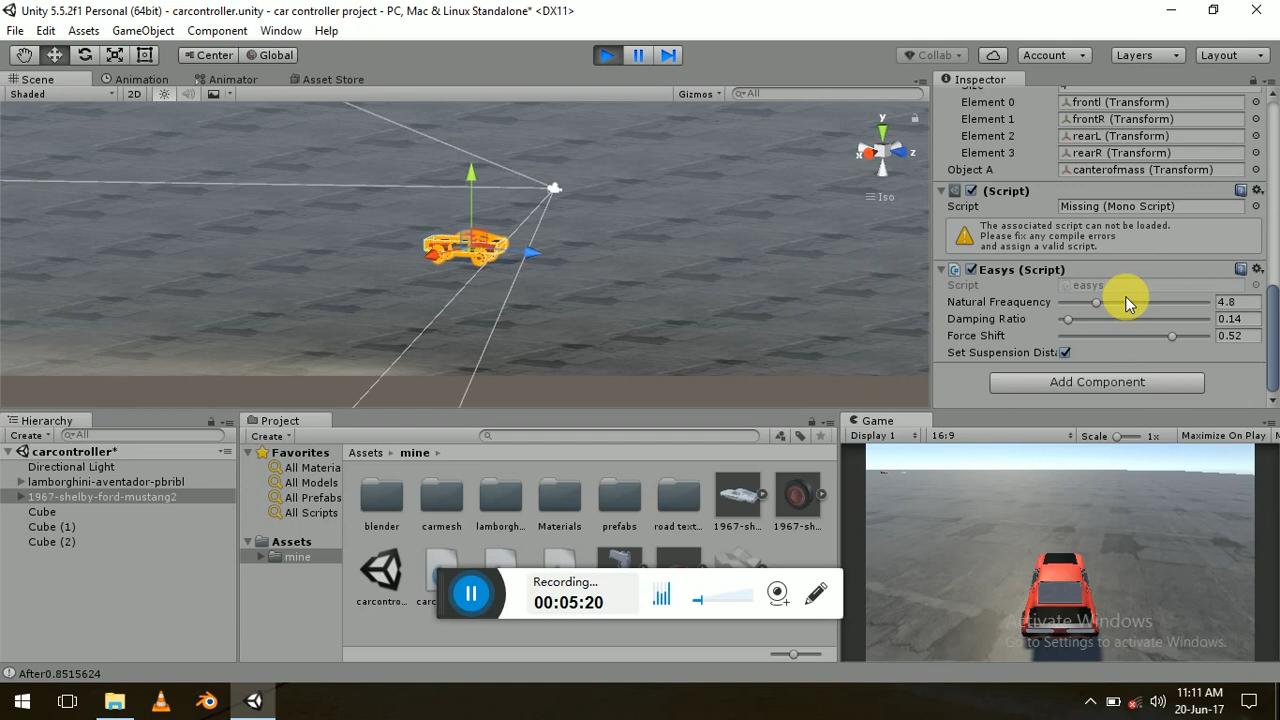 Unity 5.5.2f1 Personal (64bit) - carcontroller.unity - car controller project - PC, Mac & Linux Standalone* <DX11>
File Edit Assets GameObject Component Window Help
Center Global Collab Account Layers Layout
Scene Animation Animator Asset Store
Inspector
Shaded 2D Gizmos All
Size 4
Element 0 frontl (Transform)
Element 1 frontR (Transform)
Element 2 rearL (Transform)
Element 3 rearR (Transform)
Object A canterofmass (Transform)
(Script)
Script Missing (Mono Script)
The associated script can not be loaded.
Please fix any compile errors
and assign a valid script.
Easys (Script)
Script easys
Natural Freaquency 4.8
Damping Ratio 0.14
Force Shift 0.52
Set Suspension Dista
Add Component
y
x
z
Iso
Hierarchy
Create All
carcontroller*
Directional Light
lamborghini-aventador-pbribl
1967-shelby-ford-mustang2
Cube
Cube (1)
Cube (2)
Project
Create
Favorites
All Materia
All Models
All Prefabs
All Scripts
Assets
mine
Assets mine
blender carmesh lamborgh... Materials prefabs road text... 1967-sh... 1967-sh...
carcontro...
Game
Display 1 16:9 Scale 1x Maximize On Play
Recording...
00:05:20
Activate Windows
Go to Settings to activate Windows.
After0.8515624
11:11 AM
20-Jun-17